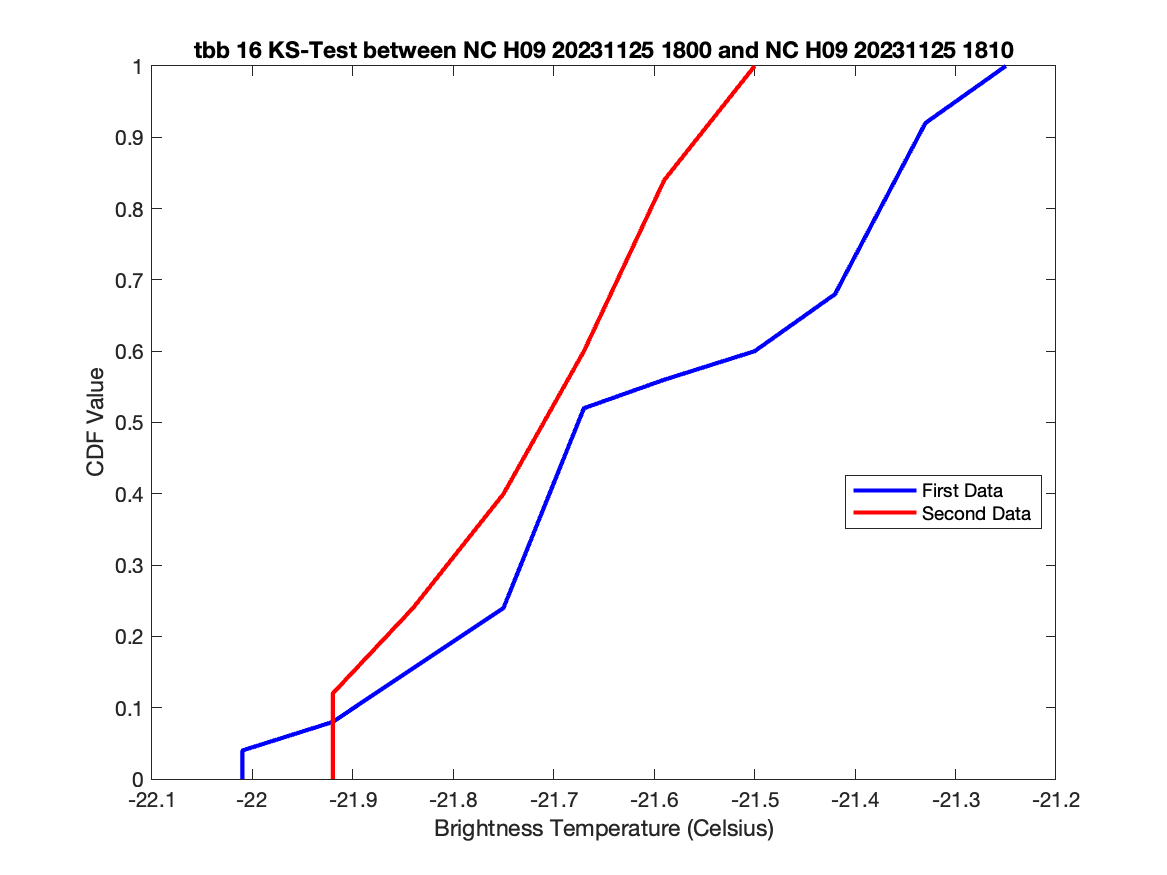 tbb 16 KS-Test between NC H09 20231125 1800 and NC H09 20231125 1810
1
0.9
0.8
0.7
0.6
0.5
0.4
0.3
0.2
0.1
0
CDF Value
First Data
Second Data
-22.1 -22 -21.9 -21.8 -21.7 -21.6 -21.5 -21.4 -21.3 -21.2
Brightness Temperature (Celsius)